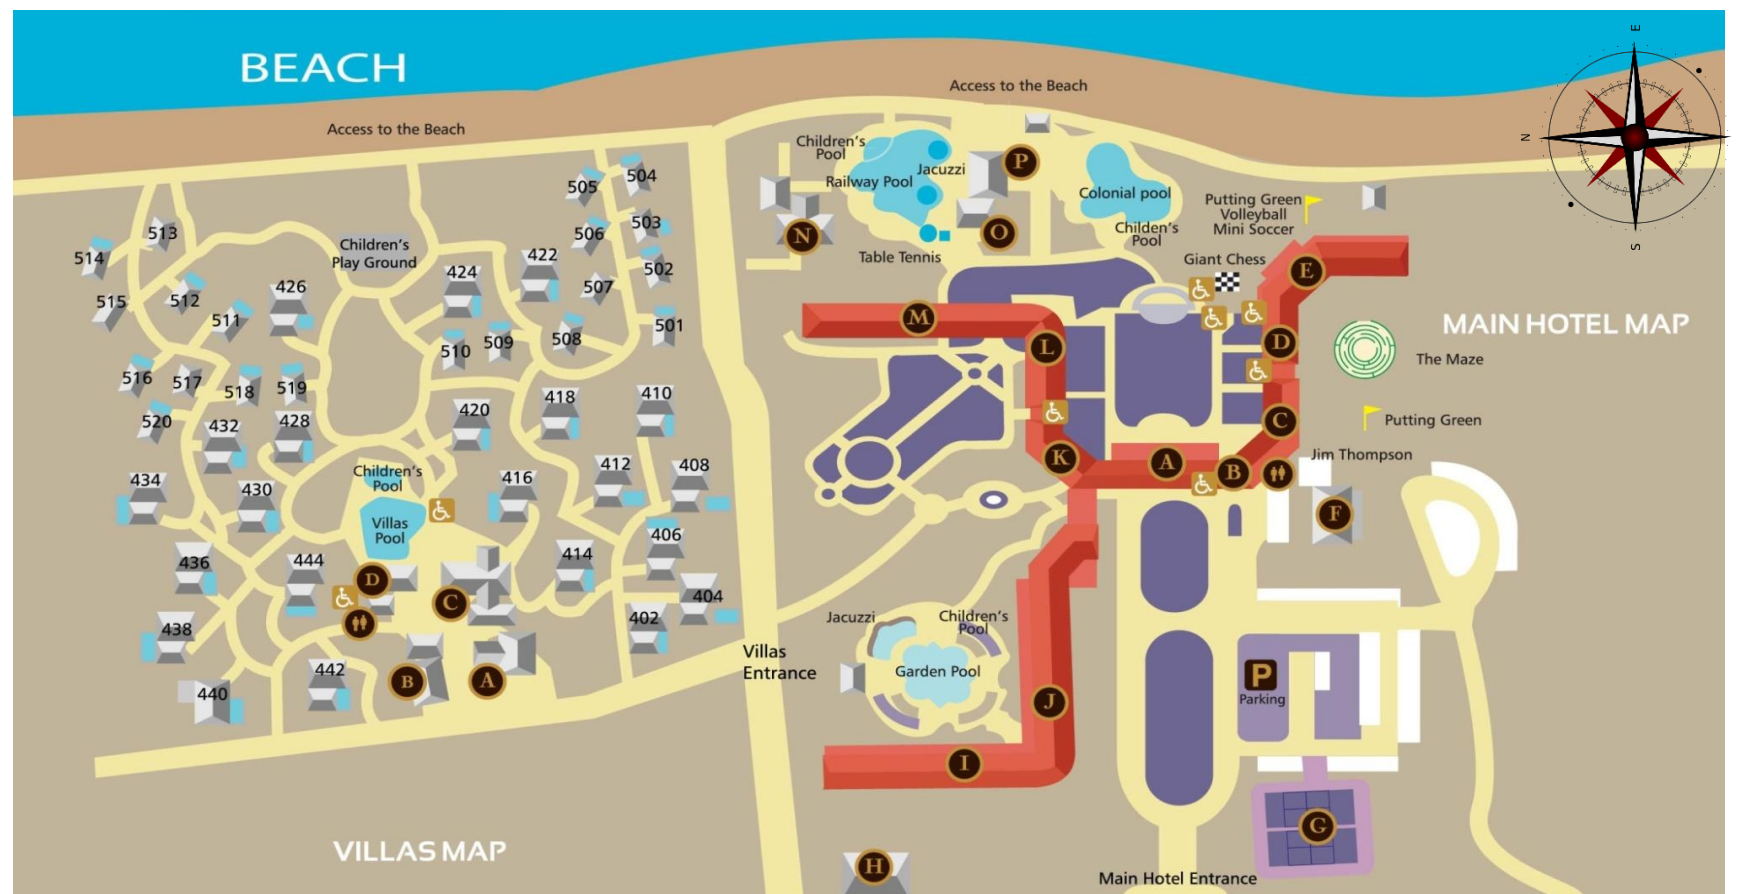 BEACH
E
N
S
Access to the Beach
Access to the Beach
Children's
Pool
Jacuzzi
Railway Pool
P
Colonial pool
Putting Green
Volleyball
Mini Soccer
N
O
Childen's
Pool
Table Tennis
Giant Chess
E
M
L
D
MAIN HOTEL MAP
The Maze
C
Putting Green
K
A
B
Jim Thompson
F
504
505
503
506
513
514
Children's
Play Ground
422
424
502
507
426
512
515
511
501
508
509
510
516
517
518
519
410
418
420
520
432
428
412
408
Children's
Pool
416
434
430
Villas
Pool
406
414
436
444
D
404
C
402
438
442
B
A
440
Villas
Entrance
Jacuzzi
Children's
Pool
Garden Pool
J
I
P
Parking
G
H
VILLAS MAP
Main Hotel Entrance